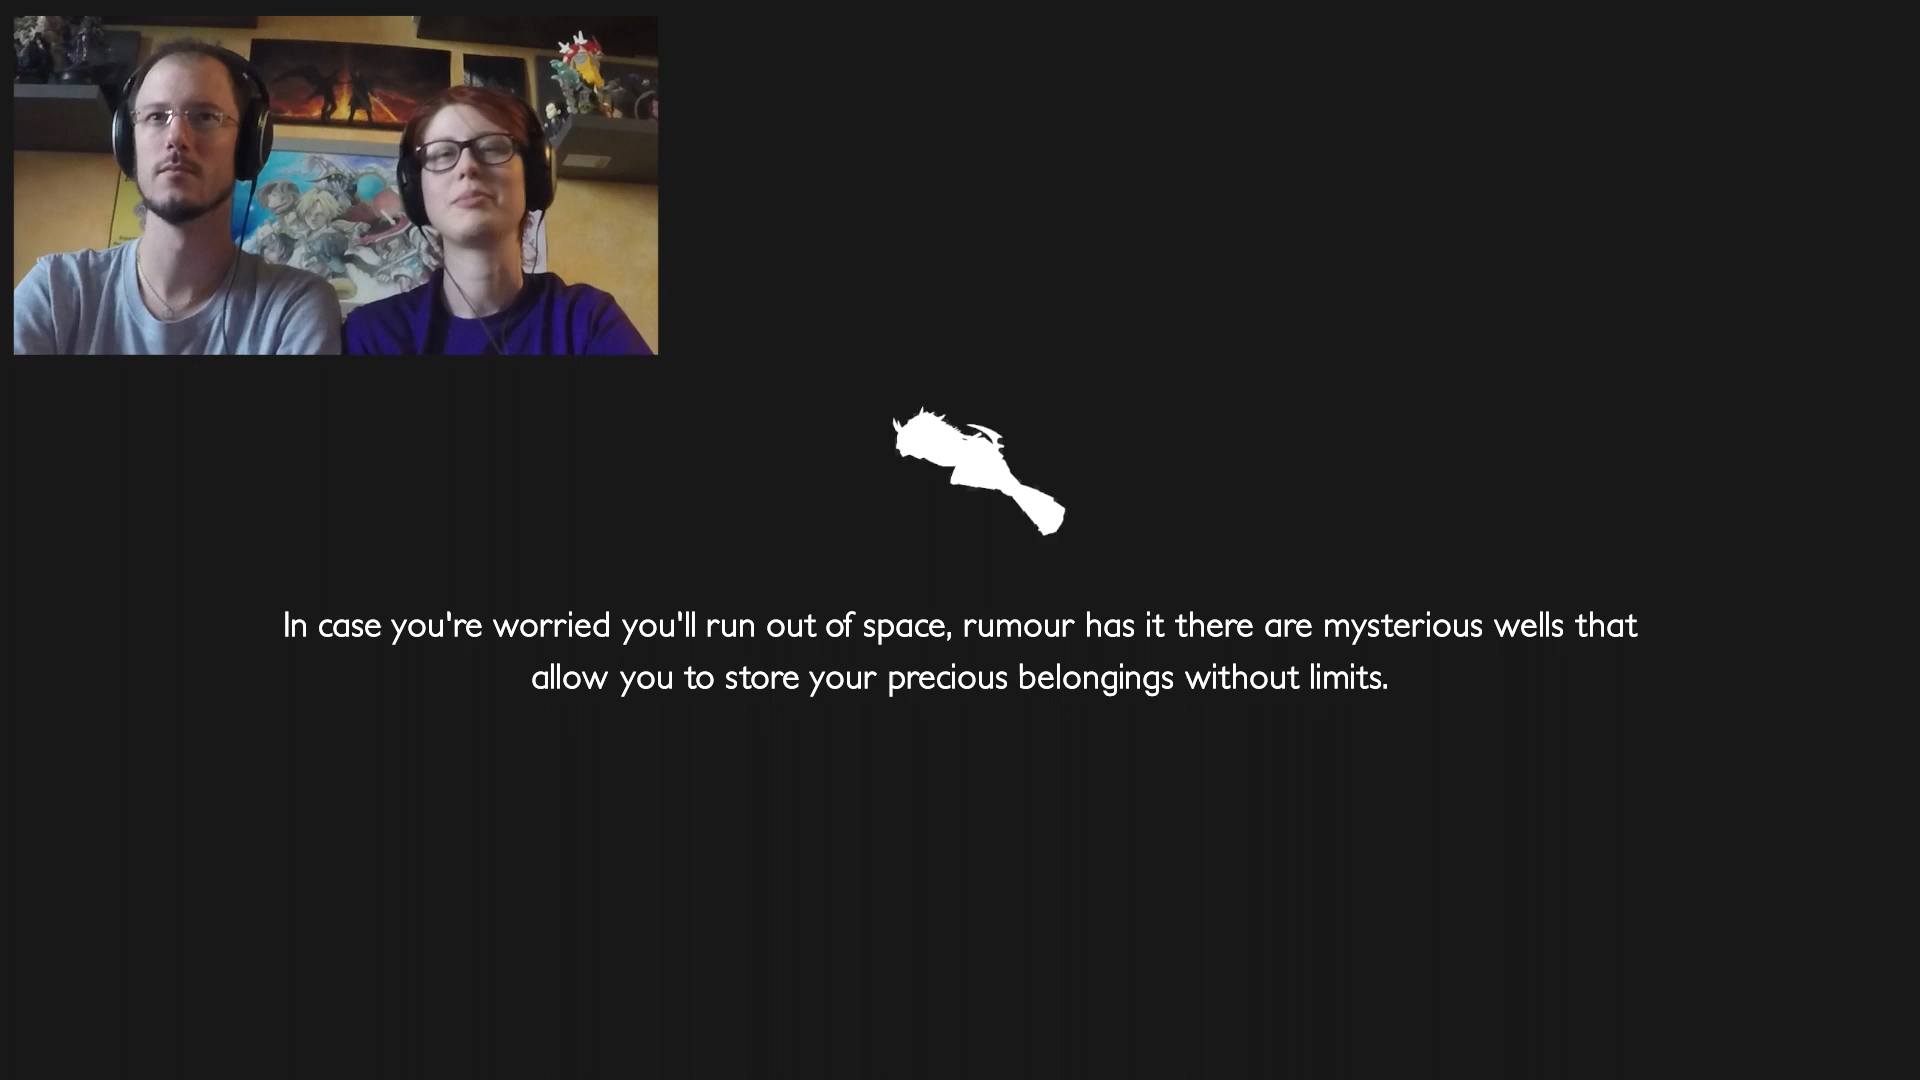 In case you're worried you'll run out of space, rumour has it there are mysterious wells that
allow you to store your precious belongings without limits.